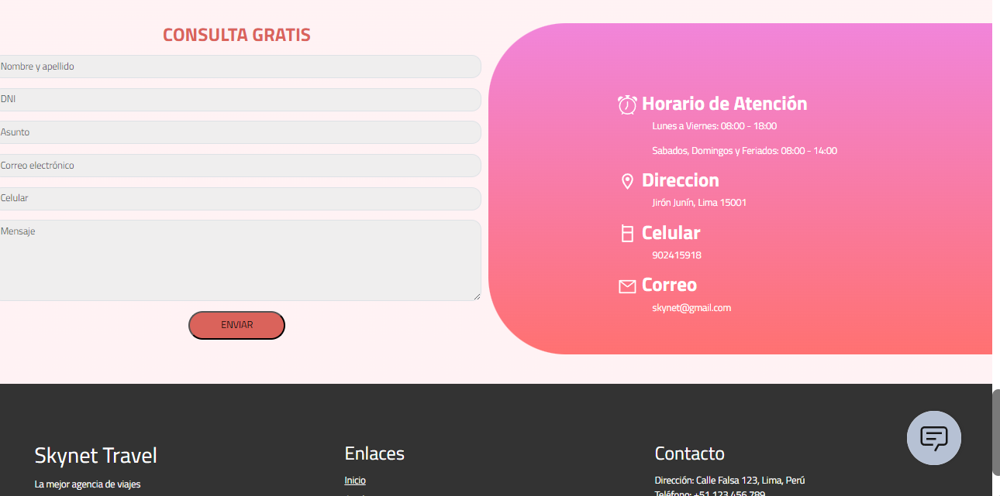 CONSULTA GRATIS
Nombre y apellido
DNI
Asunto
Correo electrónico
Celular
Mensaje
ENVIAR
Horario de Atención
Lunes a Viernes: 08:00 - 18:00
Sabados, Domingos y Feriados: 08:00 - 14:00
Direccion
Jirón Junín, Lima 15001
Celular
902415918
Correo
skynet@gmail.com
Skynet Travel
La mejor agencia de viajes
Enlaces
Inicio
Contacto
Dirección: Calle Falsa 123, Lima, Perú
Teléfono: +51 123 456 789